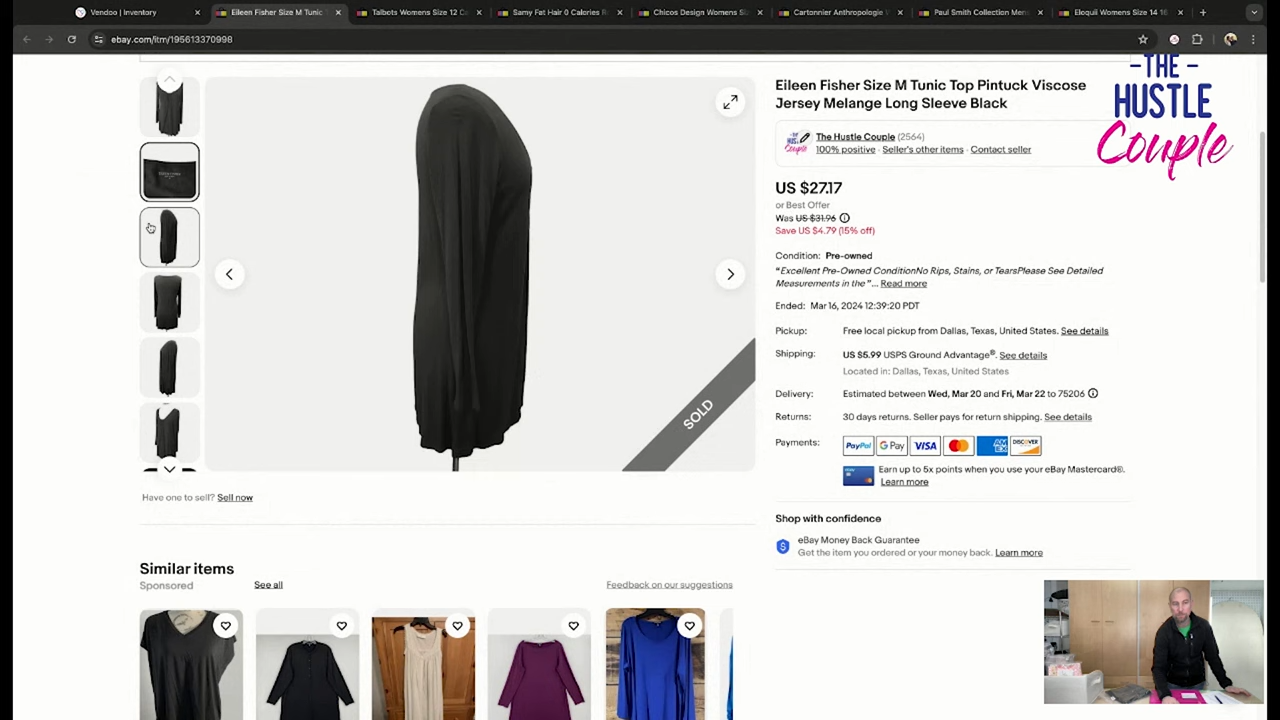 Vendoo | Inventory
Eileen Fisher Size M Tunic T
Talbots Womens Size 12 C
Samy Fat Hair 0 Calories R
Chicos Design Womens Si
Cartonnier Anthropologie V
Paul Smith Collection Men
Eloquii Womens Size 14 16
ebay.com/itm/195613370998
-THE-
HUSTLE
Couple
SOLD
Have one to sell? Sell now
Eileen Fisher Size M Tunic Top Pintuck Viscose
Jersey Melange Long Sleeve Black
The Hustle Couple (2564)
100% positive · Seller's other items · Contact seller
US $27.17
or Best Offer
Was US $31.96
Save US $4.79 (15% off)
Condition: Pre-owned
“Excellent Pre-Owned ConditionNo Rips, Stains, or TearsPlease See Detailed
Measurements in the ”... Read more
Ended: Mar 16, 2024 12:39:20 PDT
Pickup: Free local pickup from Dallas, Texas, United States. See details
Shipping: US $5.99 USPS Ground Advantage®. See details
Located in: Dallas, Texas, United States
Delivery: Estimated between Wed, Mar 20 and Fri, Mar 22 to 75206
Returns: 30 days returns. Seller pays for return shipping. See details
Payments: PayPal G Pay VISA AM EX DISCOVER
Earn up to 5x points when you use your eBay Mastercard®.
Learn more
Shop with confidence
eBay Money Back Guarantee
Get the item you ordered or your money back. Learn more
Similar items
Sponsored
See all
Feedback on our suggestions